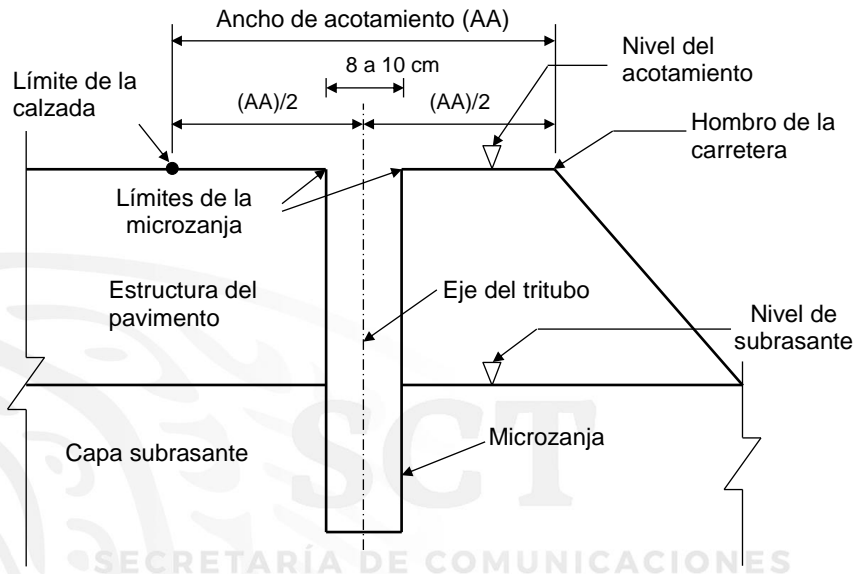 Ancho de acotamiento (AA)
8 a 10 cm
Nivel del
acotamiento
Límite de la
calzada
(AA)/2
(AA)/2
Hombro de la
carretera
Límites de la
microzanja
Estructura del
pavimento
Eje del tritubo
Nivel de
subrasante
Capa subrasante
Microzanja
SCT
SECRETARÍA DE COMUNICACIONES